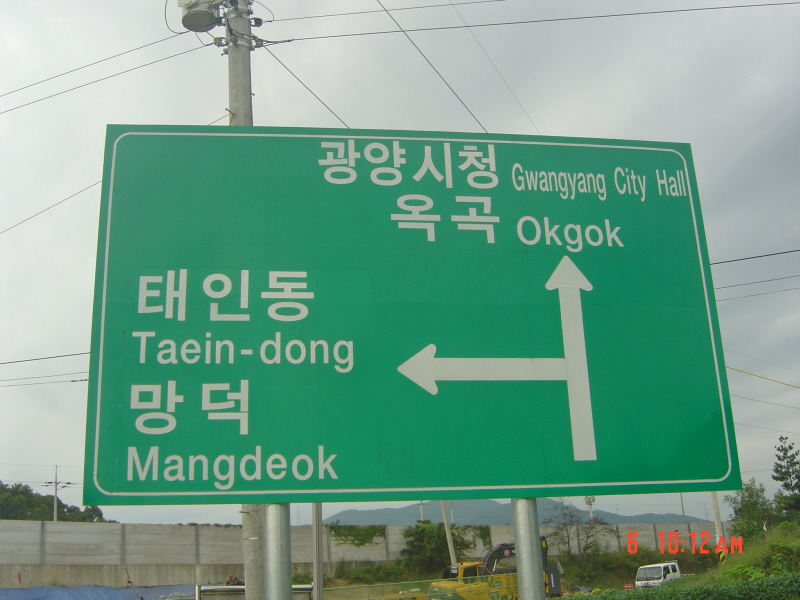 광양시청 Gwangyang City Hall
옥곡 Okgok
태인동
Taein-dong
망덕
Mangdeok
6 10:12 AM